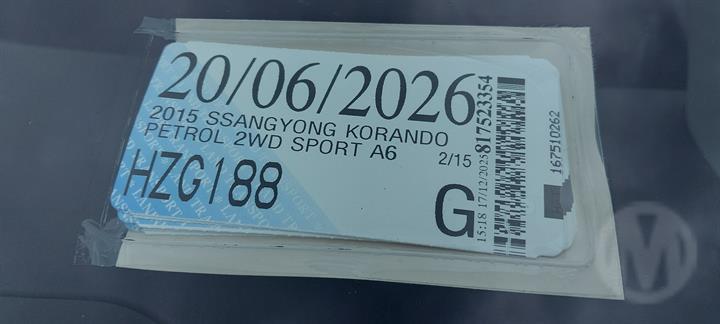 20/06/2026
2015 SSANGYONG KORANDO
PETROL 2WD SPORT A6 2/15
HZG188
G
15:18 17/12/2025
817523354
167510262
M